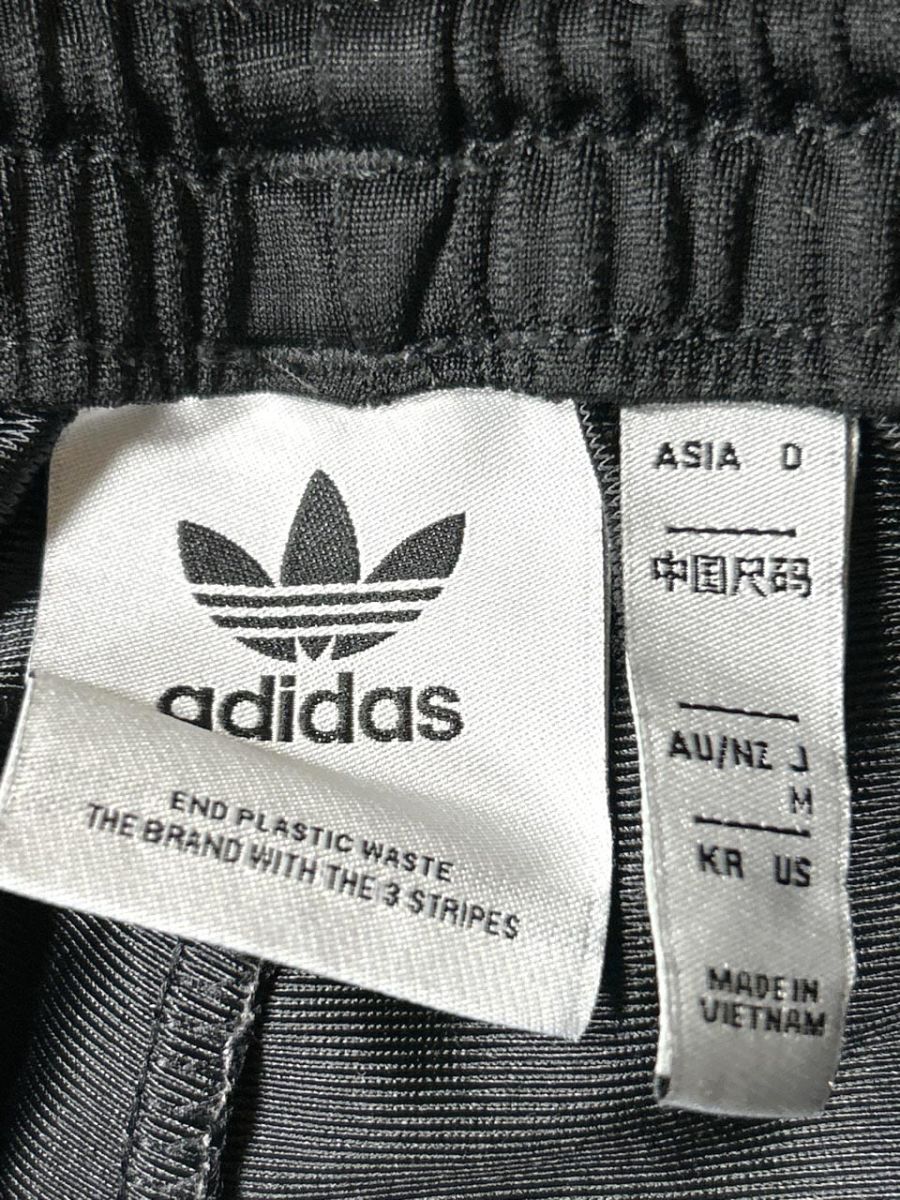 adidas
END PLASTIC WASTE
THE BRAND WITH THE 3 STRIPES
ASIA D
中国尺码
AU/NZ J
M
KR US
MADE IN
VIETNAM